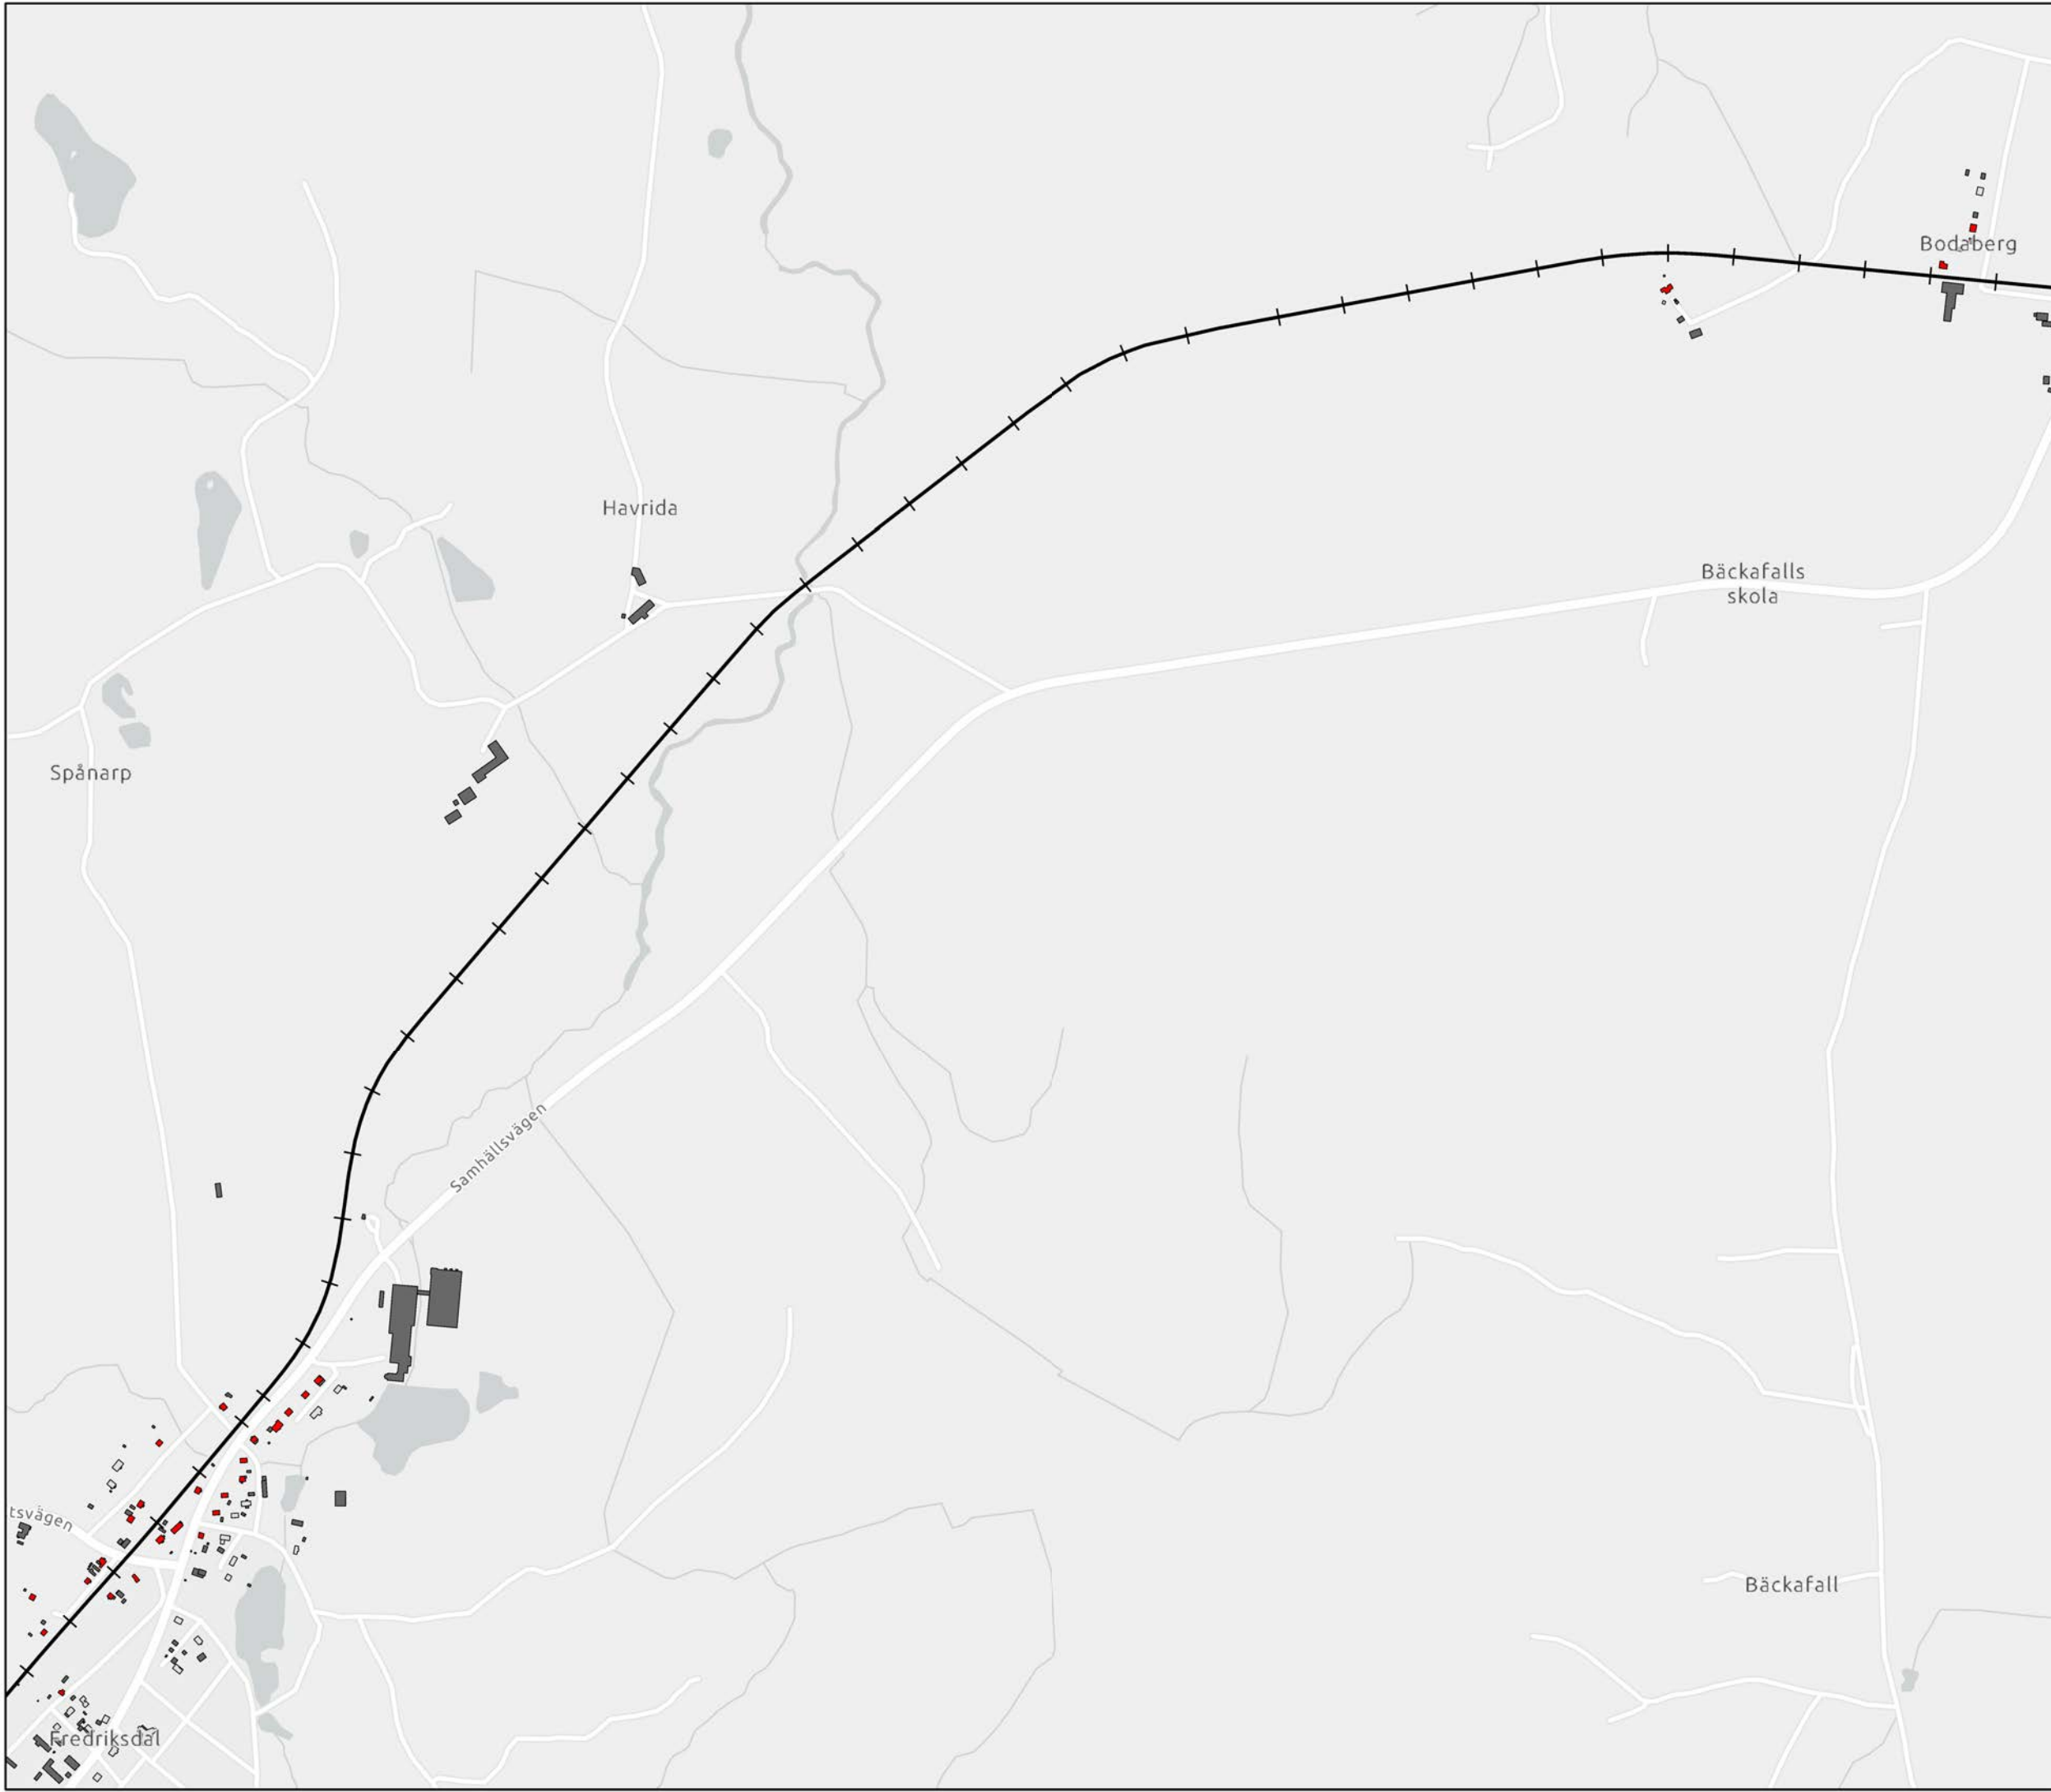 Bodaberg
Havrida
Bäckafalls
skola
Spånarp
Samhällsvägen
tsvägen
Bäckafall
Fredriksdal